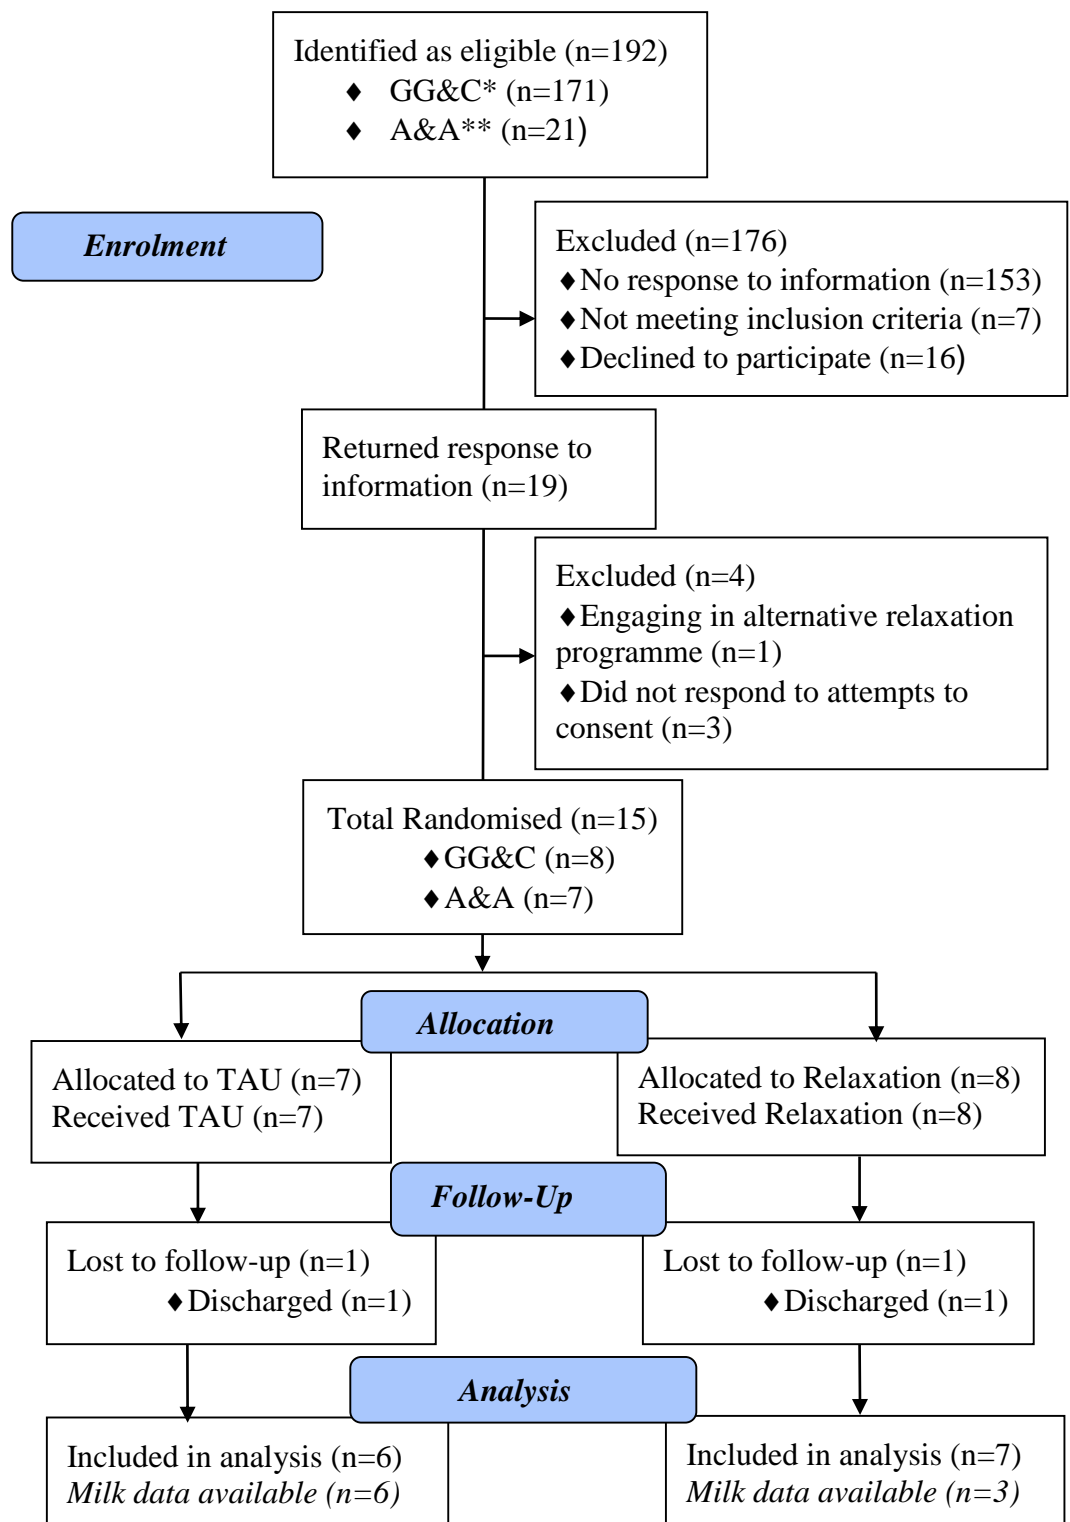 Identified as eligible (n=192)
♦ GG&C* (n=171)
♦ A&A** (n=21)
Enrolment
Excluded (n=176)
♦No response to information (n=153)
♦Not meeting inclusion criteria (n=7)
♦Declined to participate (n=16)
Returned response to
information (n=19)
Excluded (n=4)
♦Engaging in alternative relaxation
programme (n=1)
♦Did not respond to attempts to
consent (n=3)
Total Randomised (n=15)
♦GG&C (n=8)
♦A&A (n=7)
Allocation
Allocated to TAU (n=7)
Received TAU (n=7)
Allocated to Relaxation (n=8)
Received Relaxation (n=8)
Follow-Up
Lost to follow-up (n=1)
♦Discharged (n=1)
Lost to follow-up (n=1)
♦Discharged (n=1)
Analysis
Included in analysis (n=6)
Milk data available (n=6)
Included in analysis (n=7)
Milk data available (n=3)